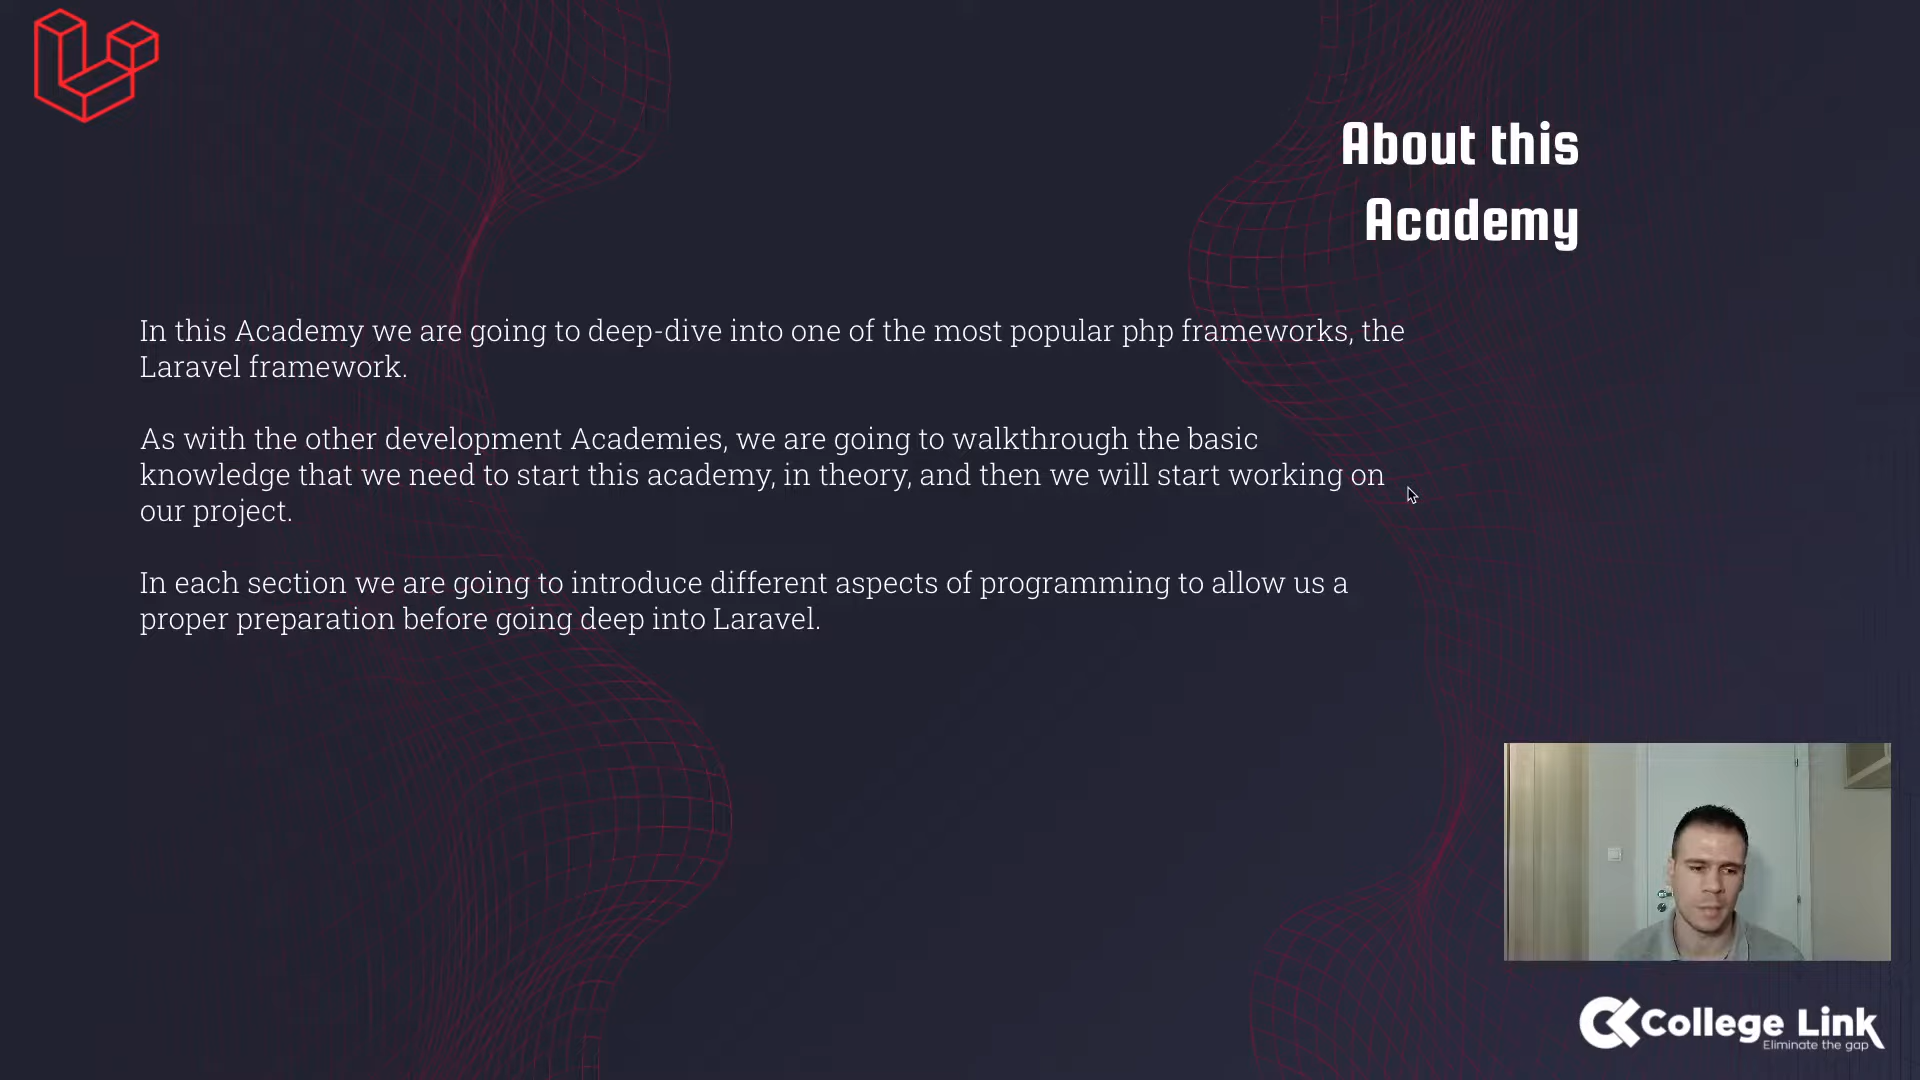 About this
Academy
In this Academy we are going to deep-dive into one of the most popular php frameworks, the
Laravel framework.
As with the other development Academies, we are going to walkthrough the basic
knowledge that we need to start this academy, in theory, and then we will start working on
our project.
In each section we are going to introduce different aspects of programming to allow us a
proper preparation before going deep into Laravel.
College Link
Eliminate the gap